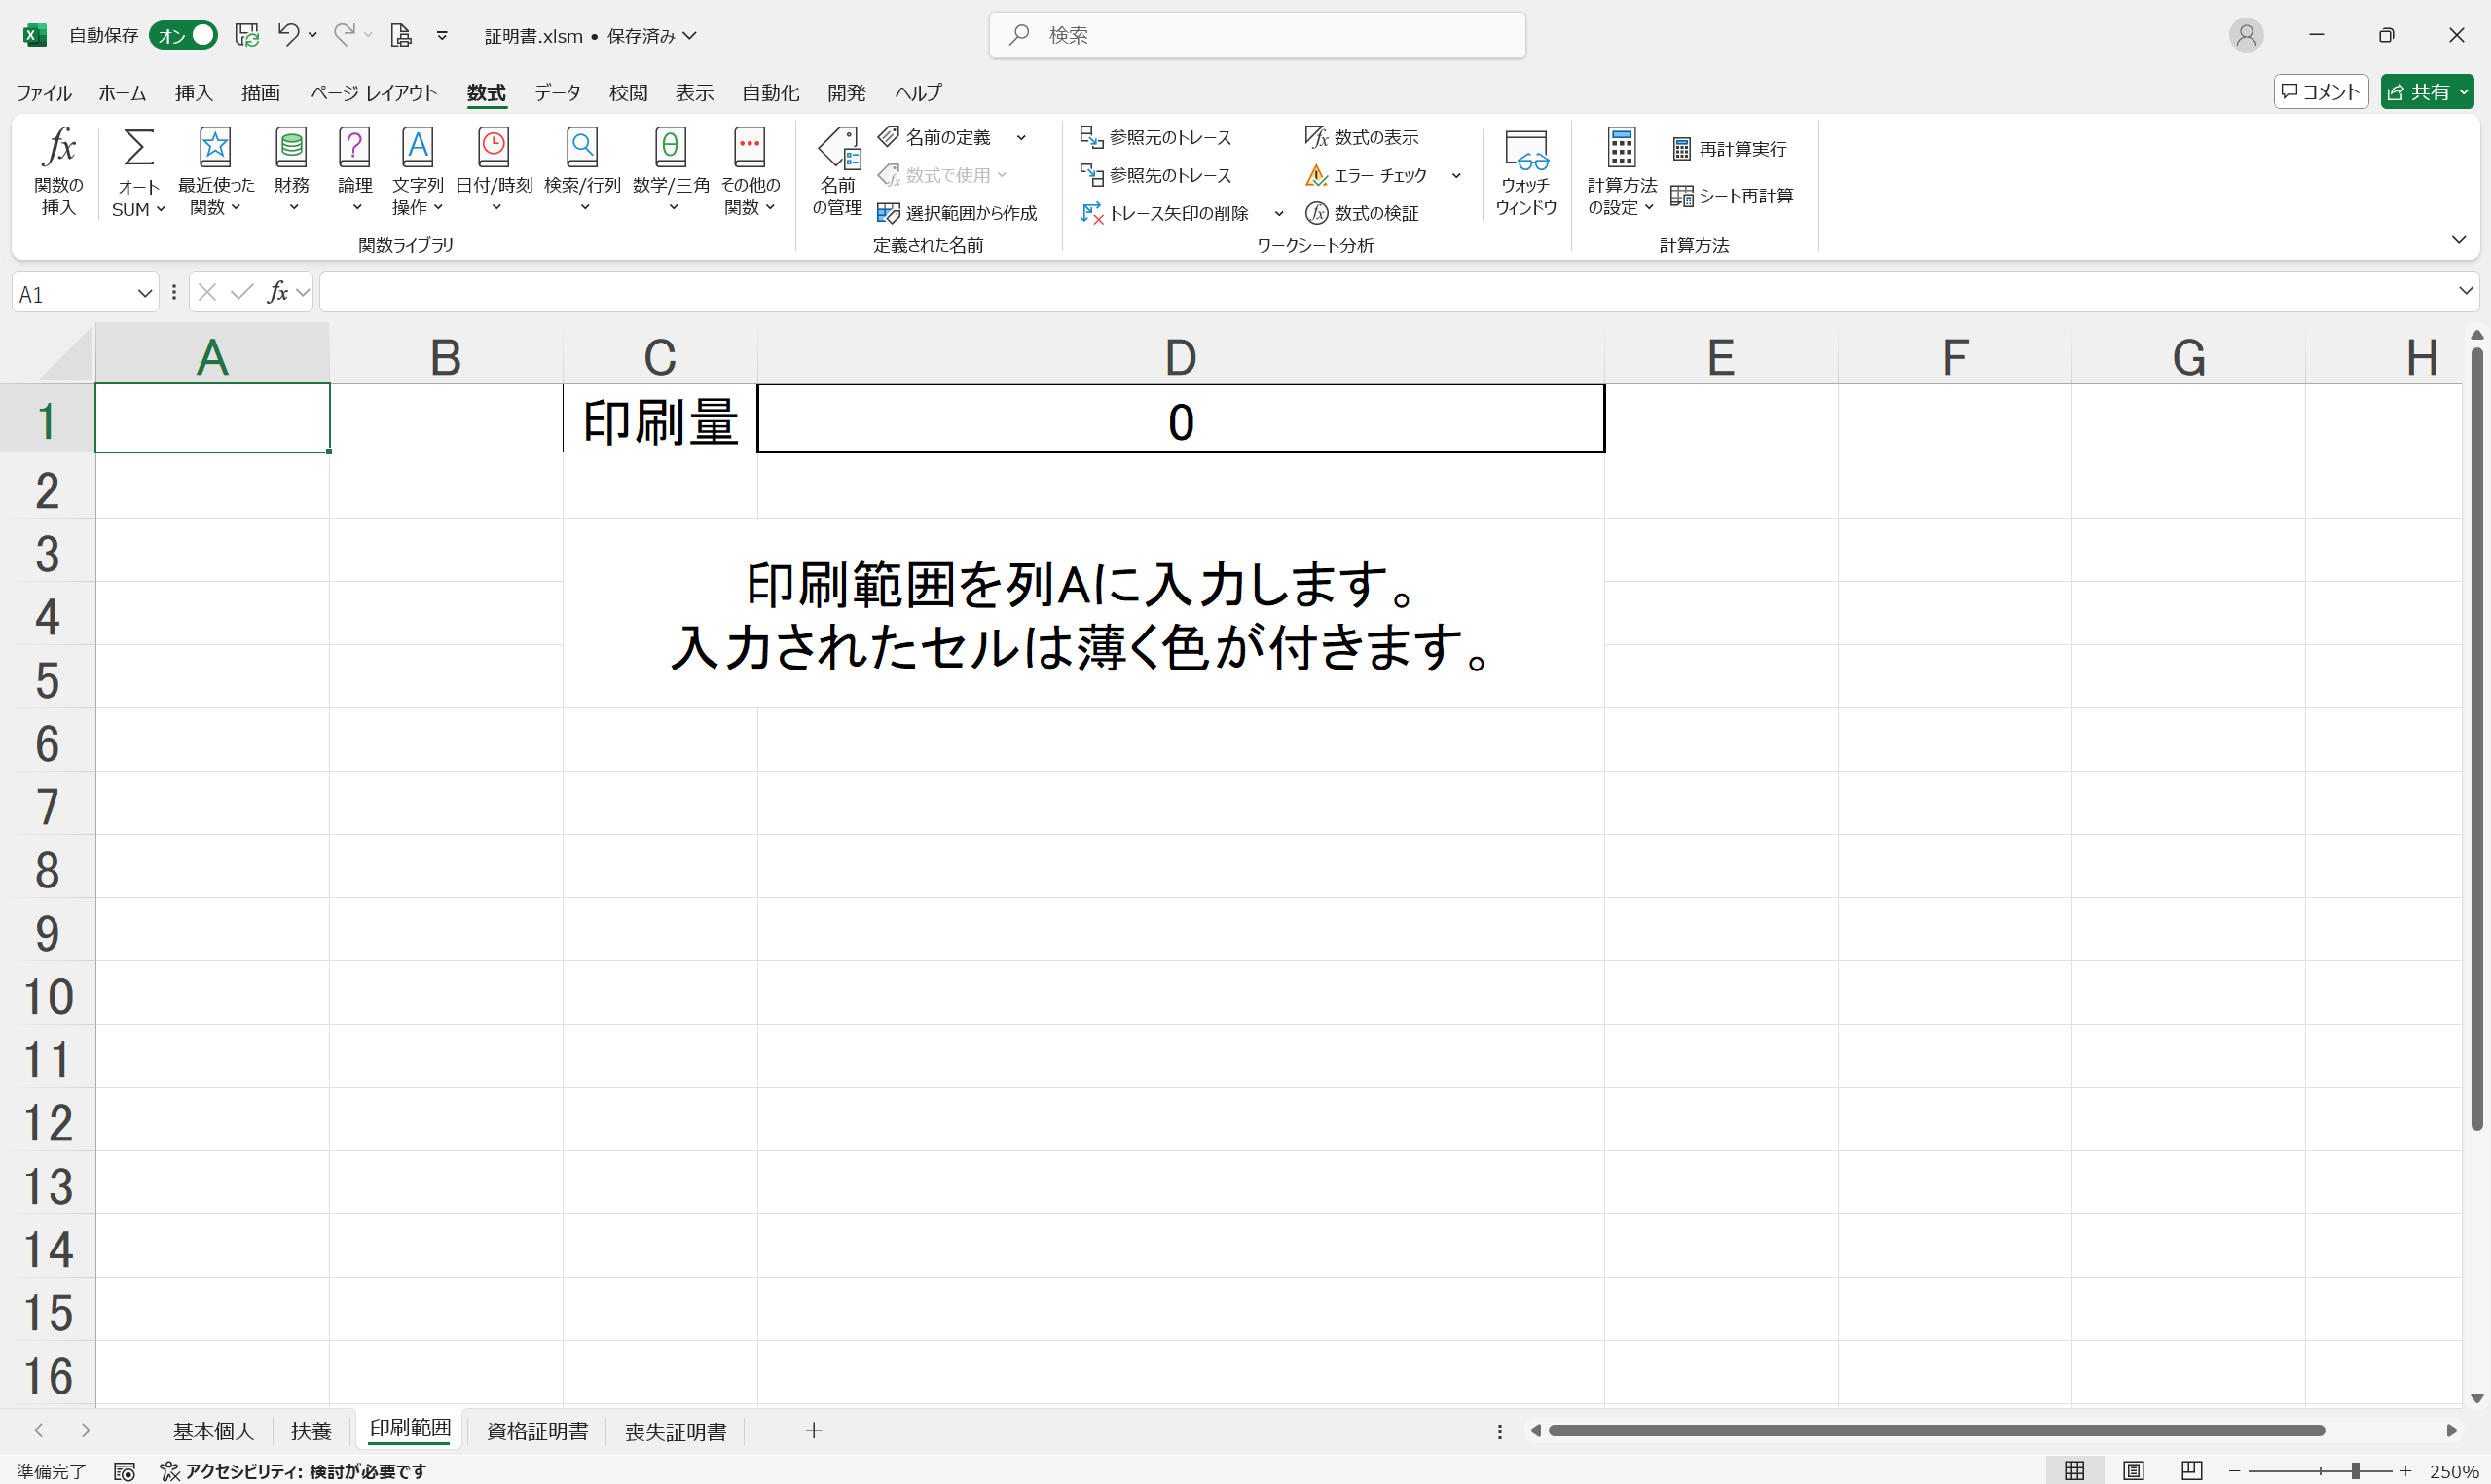 自動保存 オン 証明書.xlsm • 保存済み 検索
ファイル ホーム 挿入 描画 ページ レイアウト 数式 データ 校閲 表示 自動化 開発 ヘルプ コメント 共有
関数の挿入 オート SUM 最近使った関数 財務 論理 文字列操作 日付/時刻 検索/行列 数学/三角 その他の関数
関数ライブラリ
名前の管理 名前の定義 数式で使用 選択範囲から作成
定義された名前
参照元のトレース 数式の表示
参照先のトレース エラー チェック
トレース矢印の削除 数式の検証
ウォッチ ウィンドウ
ワークシート分析
計算方法の設定 再計算実行 シート再計算
計算方法
A1 fx
A B C D E F G H
1 印刷量 0
2
3
印刷範囲を列Aに入力します。
4
入力されたセルは薄く色が付きます。
5
6
7
8
9
10
11
12
13
14
15
16
基本個人 扶養 印刷範囲 資格証明書 喪失証明書
準備完了 アクセシビリティ: 検討が必要です 250%